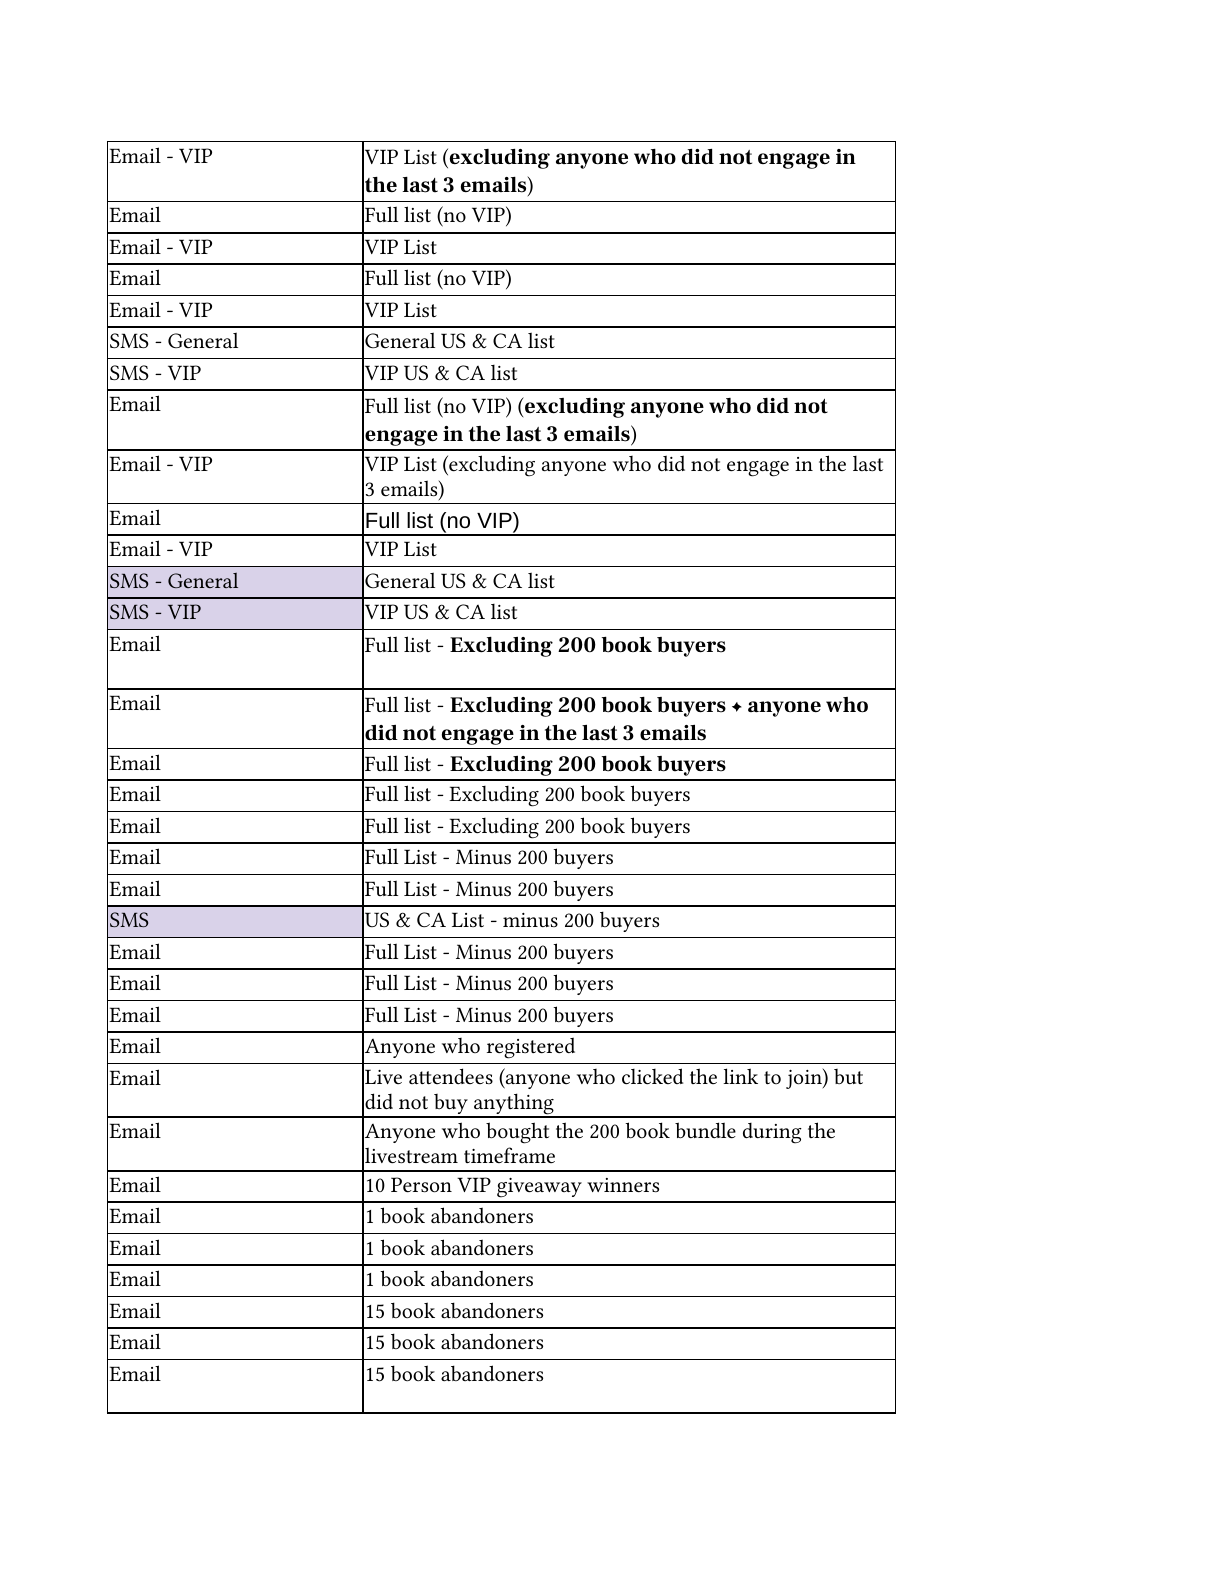 Email - VIP VIP List (excluding anyone who did not engage in
the last 3 emails)
Email Full list (no VIP)
Email - VIP VIP List
Email Full list (no VIP)
Email - VIP VIP List
SMS - General General US & CA list
SMS - VIP VIP US & CA list
Email Full list (no VIP) (excluding anyone who did not
engage in the last 3 emails)
Email - VIP VIP List (excluding anyone who did not engage in the last
3 emails)
Email Full list (no VIP)
Email - VIP VIP List
SMS - General General US & CA list
SMS - VIP VIP US & CA list
Email Full list - Excluding 200 book buyers
Email Full list - Excluding 200 book buyers + anyone who
did not engage in the last 3 emails
Email Full list - Excluding 200 book buyers
Email Full list - Excluding 200 book buyers
Email Full list - Excluding 200 book buyers
Email Full List - Minus 200 buyers
Email Full List - Minus 200 buyers
SMS US & CA List - minus 200 buyers
Email Full List - Minus 200 buyers
Email Full List - Minus 200 buyers
Email Full List - Minus 200 buyers
Email Anyone who registered
Email Live attendees (anyone who clicked the link to join) but
did not buy anything
Email Anyone who bought the 200 book bundle during the
livestream timeframe
Email 10 Person VIP giveaway winners
Email 1 book abandoners
Email 1 book abandoners
Email 1 book abandoners
Email 15 book abandoners
Email 15 book abandoners
Email 15 book abandoners